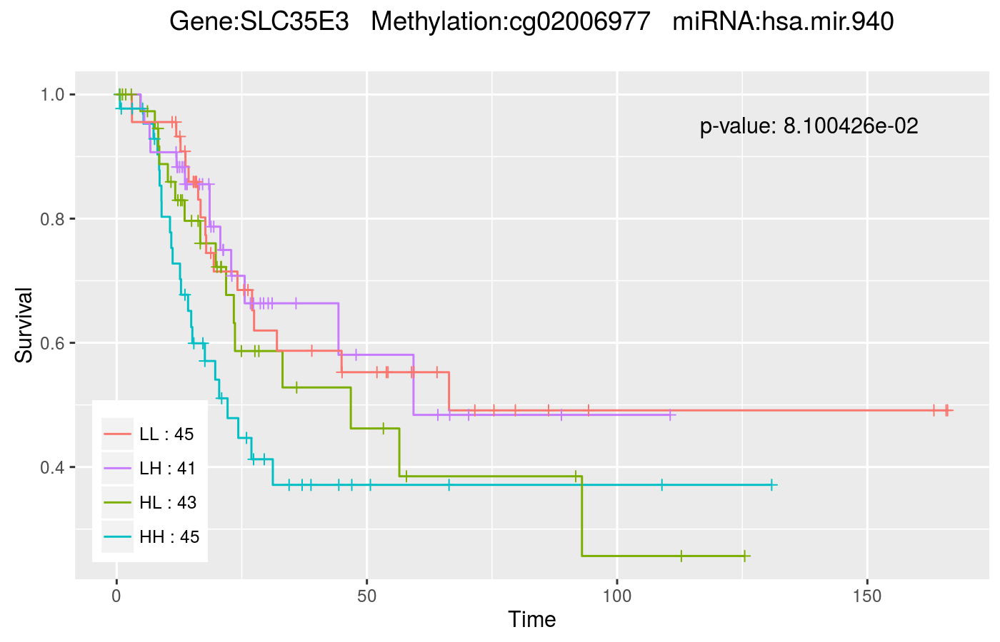 Gene:SLC35E3   Methylation:cg02006977   miRNA:hsa.mir.940
p-value: 8.100426e-02
Survival
1.0
0.8
0.6
0.4
LL : 45
LH : 41
HL : 43
HH : 45
0
50
100
150
Time